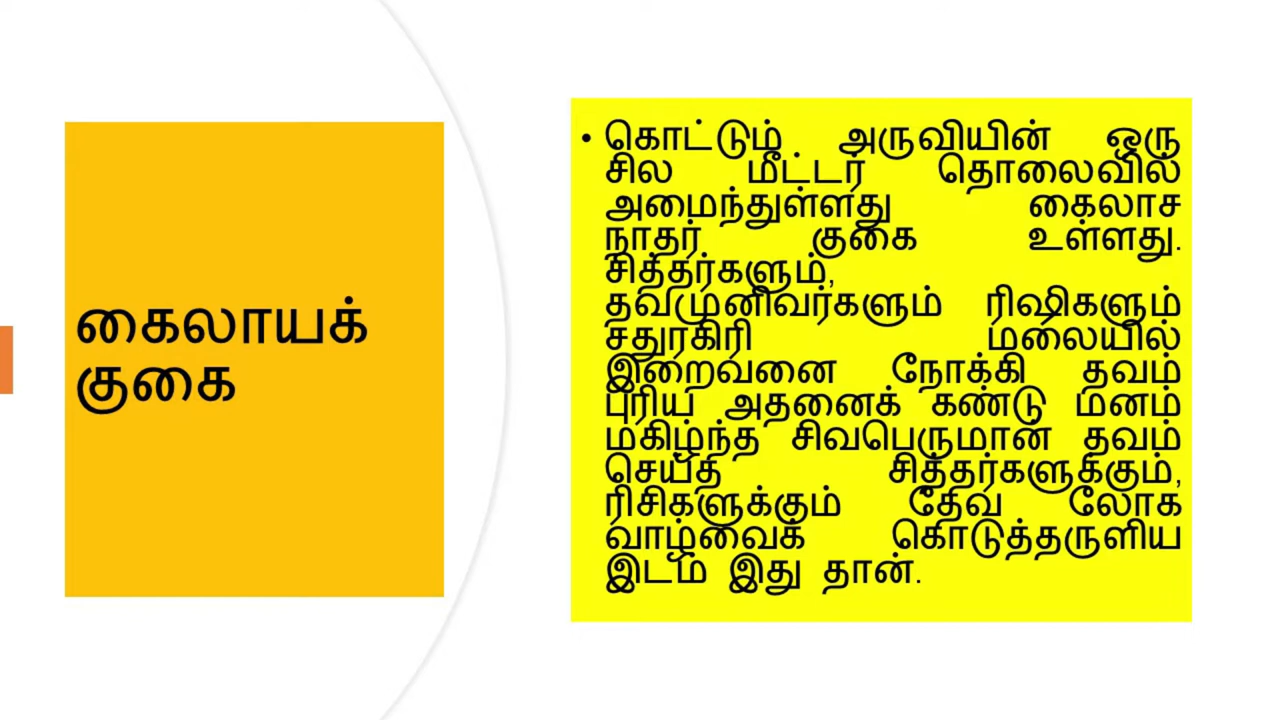 கைலாயக்
குகை
• கொட்டும் அருவியின் ஒரு
சில மீட்டர் தொலைவில்
அமைந்துள்ளது கைலாச
நாதர் குகை உள்ளது.
சித்தர்களும்,
தவமுனிவர்களும் ரிஷிகளும்
சதுரகிரி மலையில்
இறைவனை நோக்கி தவம்
புரிய அதனைக் கண்டு மனம்
மகிழ்ந்த சிவபெருமான் தவம்
செய்த சித்தர்களுக்கும்,
ரிசிகளுக்கும் தேவ லோக
வாழ்வைக் கொடுத்தருளிய
இடம் இது தான்.